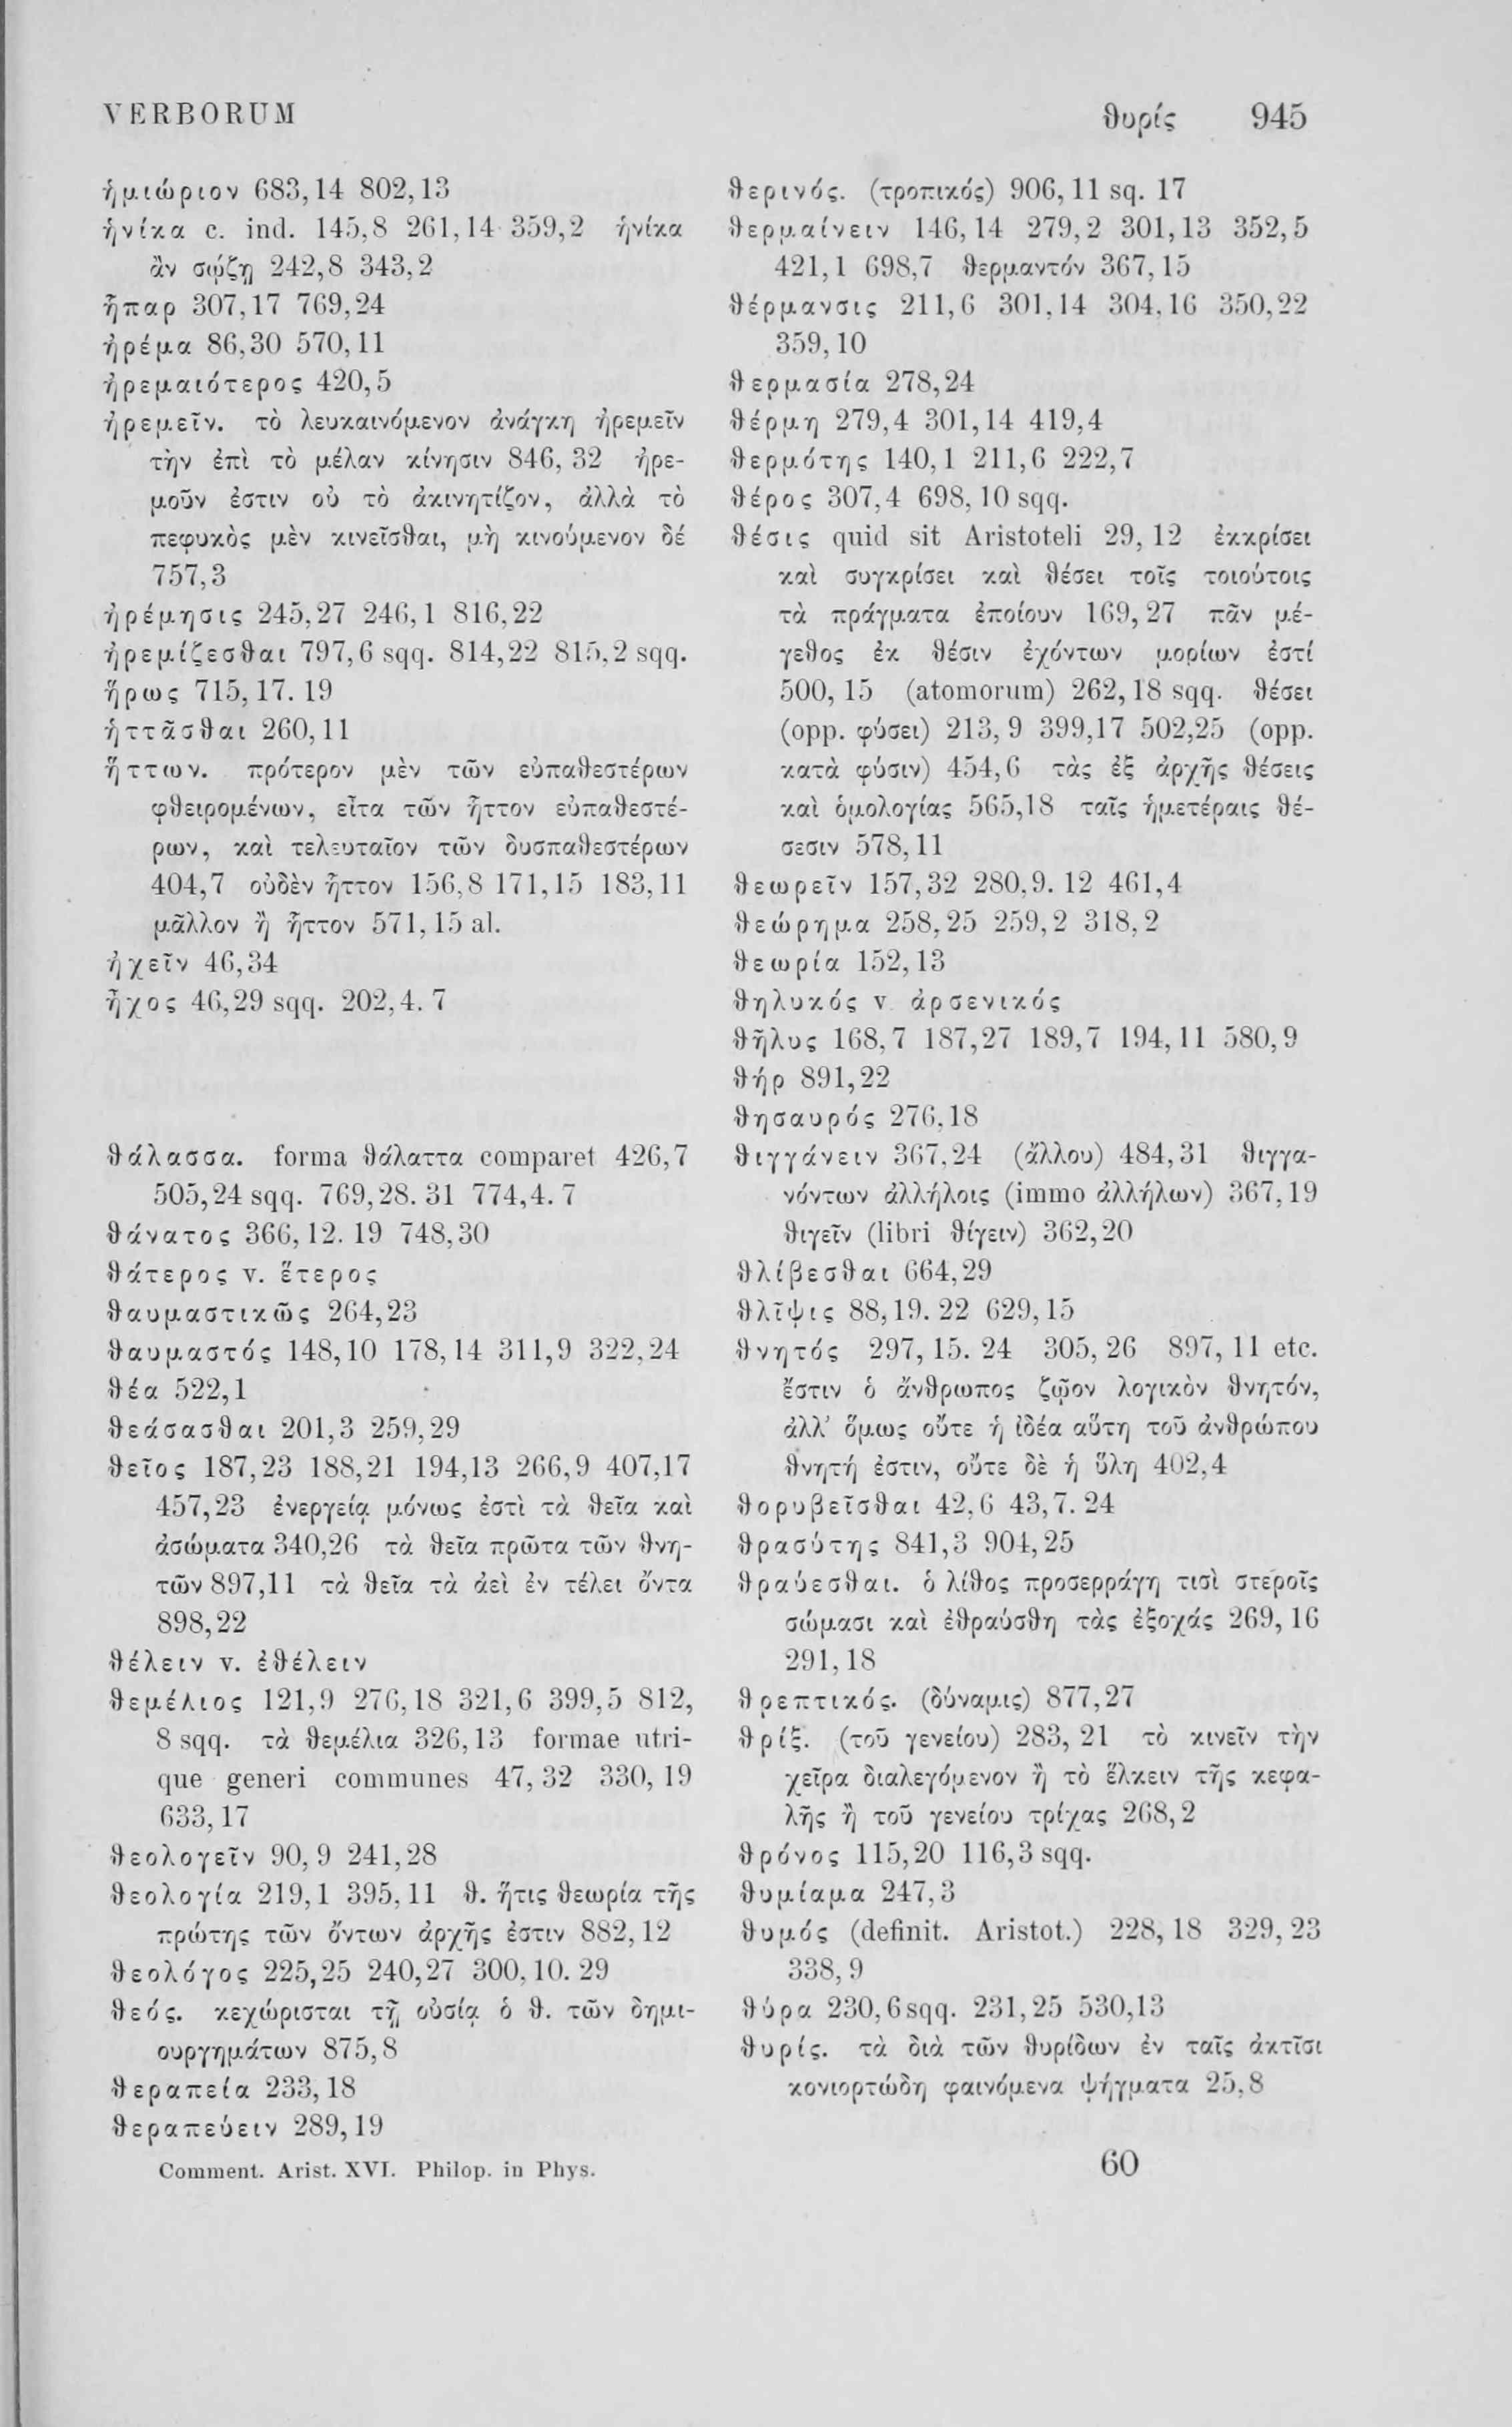 VERBORUM
θυρίς 945
ἡμιώριον 683,14 802,13
ἡνίκα c. ind. 145,8 261,14 359,2 ἡνίκα
ἂν σῴζῃ 242,8 343,2
ἧπαρ 307,17 769,24
ἠρέμα 86,30 570,11
ἠρεμαιότερος 420,5
ἠρεμεῖν. τὸ λευκαινόμενον ἀνάγκη ἠρεμεῖν
τὴν ἐπὶ τὸ μέλαν κίνησιν 846, 32 ἠρε-
μοῦν ἐστιν οὐ τὸ ἀκινητίζον, ἀλλὰ τὸ
πεφυκὸς μὲν κινεῖσθαι, μὴ κινούμενον δέ
757,3
ἠρέμησις 245,27 246,1 816,22
ἠρεμίζεσθαι 797,6 sqq. 814,22 815,2 sqq.
ἥρως 715,17. 19
ἡττᾶσθαι 260,11
ἥττων. πρότερον μὲν τῶν εὐπαθεστέρων
φθειρομένων, εἶτα τῶν ἧττον εὐπαθεστέ-
ρων, καὶ τελευταῖον τῶν δυσπαθεστέρων
404,7 οὐδὲν ἧττον 156,8 171,15 183,11
μᾶλλον ἢ ἧττον 571,15 al.
ἠχεῖν 46,34
ἦχος 46,29 sqq. 202,4. 7
θάλασσα. forma θάλαττα comparet 426,7
505,24 sqq. 769,28. 31 774,4. 7
θάνατος 366,12. 19 748,30
θάτερος v. ἕτερος
θαυμαστικῶς 264,23
θαυμαστός 148,10 178,14 311,9 322,24
θέα 522,1
θεάσασθαι 201,3 259,29
θεῖος 187,23 188,21 194,13 266,9 407,17
457,23 ἐνεργείᾳ μόνως ἐστὶ τὰ θεῖα καὶ
ἀσώματα 340,26 τὰ θεῖα πρῶτα τῶν θνη-
τῶν 897,11 τὰ θεῖα τὰ ἀεὶ ἐν τέλει ὄντα
898,22
θέλειν v. ἐθέλειν
θεμέλιος 121,9 276,18 321,6 399,5 812,
8 sqq. τὰ θεμέλια 326,13 formae utri-
que generi communes 47, 32 330, 19
633,17
θεολογεῖν 90,9 241,28
θεολογία 219,1 395,11 θ. ἥτις θεωρία τῆς
πρώτης τῶν ὄντων ἀρχῆς ἐστιν 882,12
θεολόγος 225,25 240,27 300,10. 29
θεός. κεχώρισται τῇ οὐσίᾳ ὁ θ. τῶν δημι-
ουργημάτων 875,8
θεραπεία 233,18
θεραπεύειν 289,19
Comment. Arist. XVI. Philop. in Phys.
θερινός. (τροπικός) 906,11 sq. 17
θερμαίνειν 146,14 279,2 301,13 352,5
421,1 698,7 θερμαντόν 367,15
θέρμανσις 211,6 301,14 304,16 350,22
359,10
θερμασία 278,24
θέρμη 279,4 301,14 419,4
θερμότης 140,1 211,6 222,7
θέρος 307,4 698,10 sqq.
θέσις quid sit Aristoteli 29,12 ἐκκρίσει
καὶ συγκρίσει καὶ θέσει τοῖς τοιούτοις
τὰ πράγματα ἐποίουν 169,27 πᾶν μέ-
γεθος ἐκ θέσιν ἐχόντων μορίων ἐστί
500, 15 (atomorum) 262,18 sqq. θέσει
(opp. φύσει) 213,9 399,17 502,25 (opp.
κατὰ φύσιν) 454,6 τὰς ἐξ ἀρχῆς θέσεις
καὶ ὁμολογίας 565,18 ταῖς ἡμετέραις θέ-
σεσιν 578,11
θεωρεῖν 157,32 280,9. 12 461,4
θεώρημα 258,25 259,2 318,2
θεωρία 152,13
θηλυκός v ἀρσενικός
θῆλυς 168,7 187,27 189,7 194,11 580,9
θήρ 891,22
θησαυρός 276,18
θιγγάνειν 367,24 (ἄλλου) 484,31 θιγγα-
νόντων ἀλλήλοις (immo ἀλλήλων) 367,19
θιγεῖν (libri θίγειν) 362,20
θλίβεσθαι 664,29
θλῖψις 88,19. 22 629,15
θνητός 297,15. 24 305,26 897,11 etc.
ἔστιν ὁ ἄνθρωπος ζῷον λογικὸν θνητόν,
ἀλλ᾽ ὅμως οὔτε ἡ ἰδέα αὕτη τοῦ ἀνθρώπου
θνητή ἐστιν, οὔτε δὲ ἡ ὕλη 402,4
θορυβεῖσθαι 42,6 43,7. 24
θρασύτης 841,3 904,25
θραύεσθαι. ὁ λίθος προσερράγη τισὶ στεροῖς
σώμασι καὶ ἐθραύσθη τὰς ἐξοχάς 269,16
291,18
θρεπτικός. (δύναμις) 877,27
θρίξ. (τοῦ γενείου) 283,21 τὸ κινεῖν τὴν
χεῖρα διαλεγόμενον ἢ τὸ ἕλκειν τῆς κεφα-
λῆς ἢ τοῦ γενείου τρίχας 268,2
θρόνος 115,20 116,3 sqq.
θυμίαμα 247,3
θυμός (definit. Aristot.) 228,18 329,23
338,9
θύρα 230,6 sqq. 231,25 530,13
θυρίς. τὰ διὰ τῶν θυρίδων ἐν ταῖς ἀκτῖσι
κονιορτώδη φαινόμενα ψήγματα 25,8
60